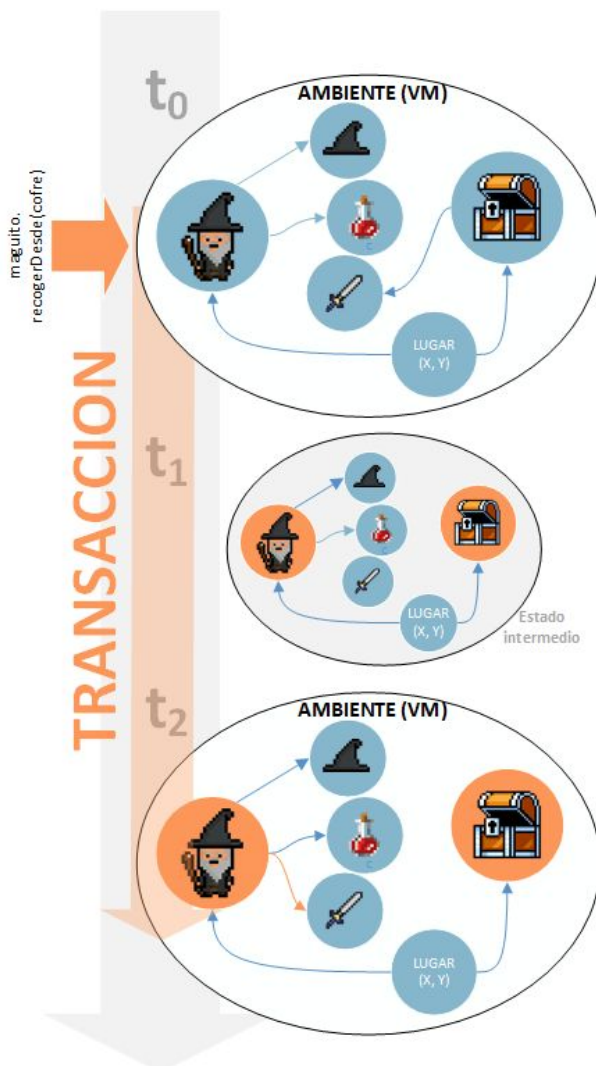 t0
AMBIENTE (VM)
maguito.
recogerDesde(cofre)
C
LUGAR
(X, Y)
TRANSACCION
t1
C
LUGAR
(X, Y)
Estado
intermedio
t2
AMBIENTE (VM)
C
LUGAR
(X, Y)